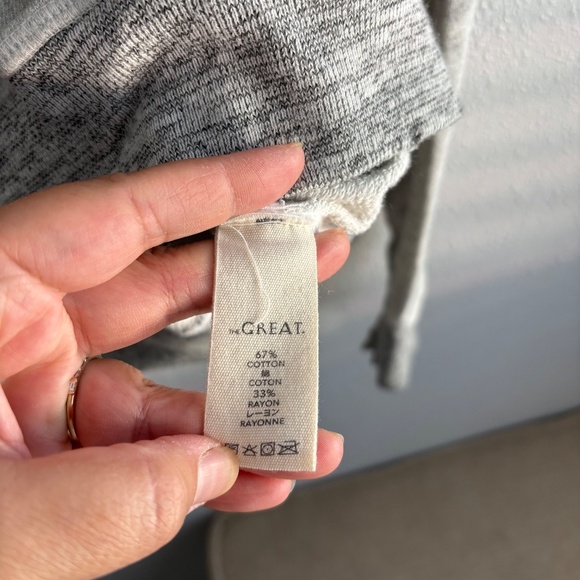 THE GREAT.
67%
COTTON
綿
COTON
33%
RAYON
レーヨン
RAYONNE